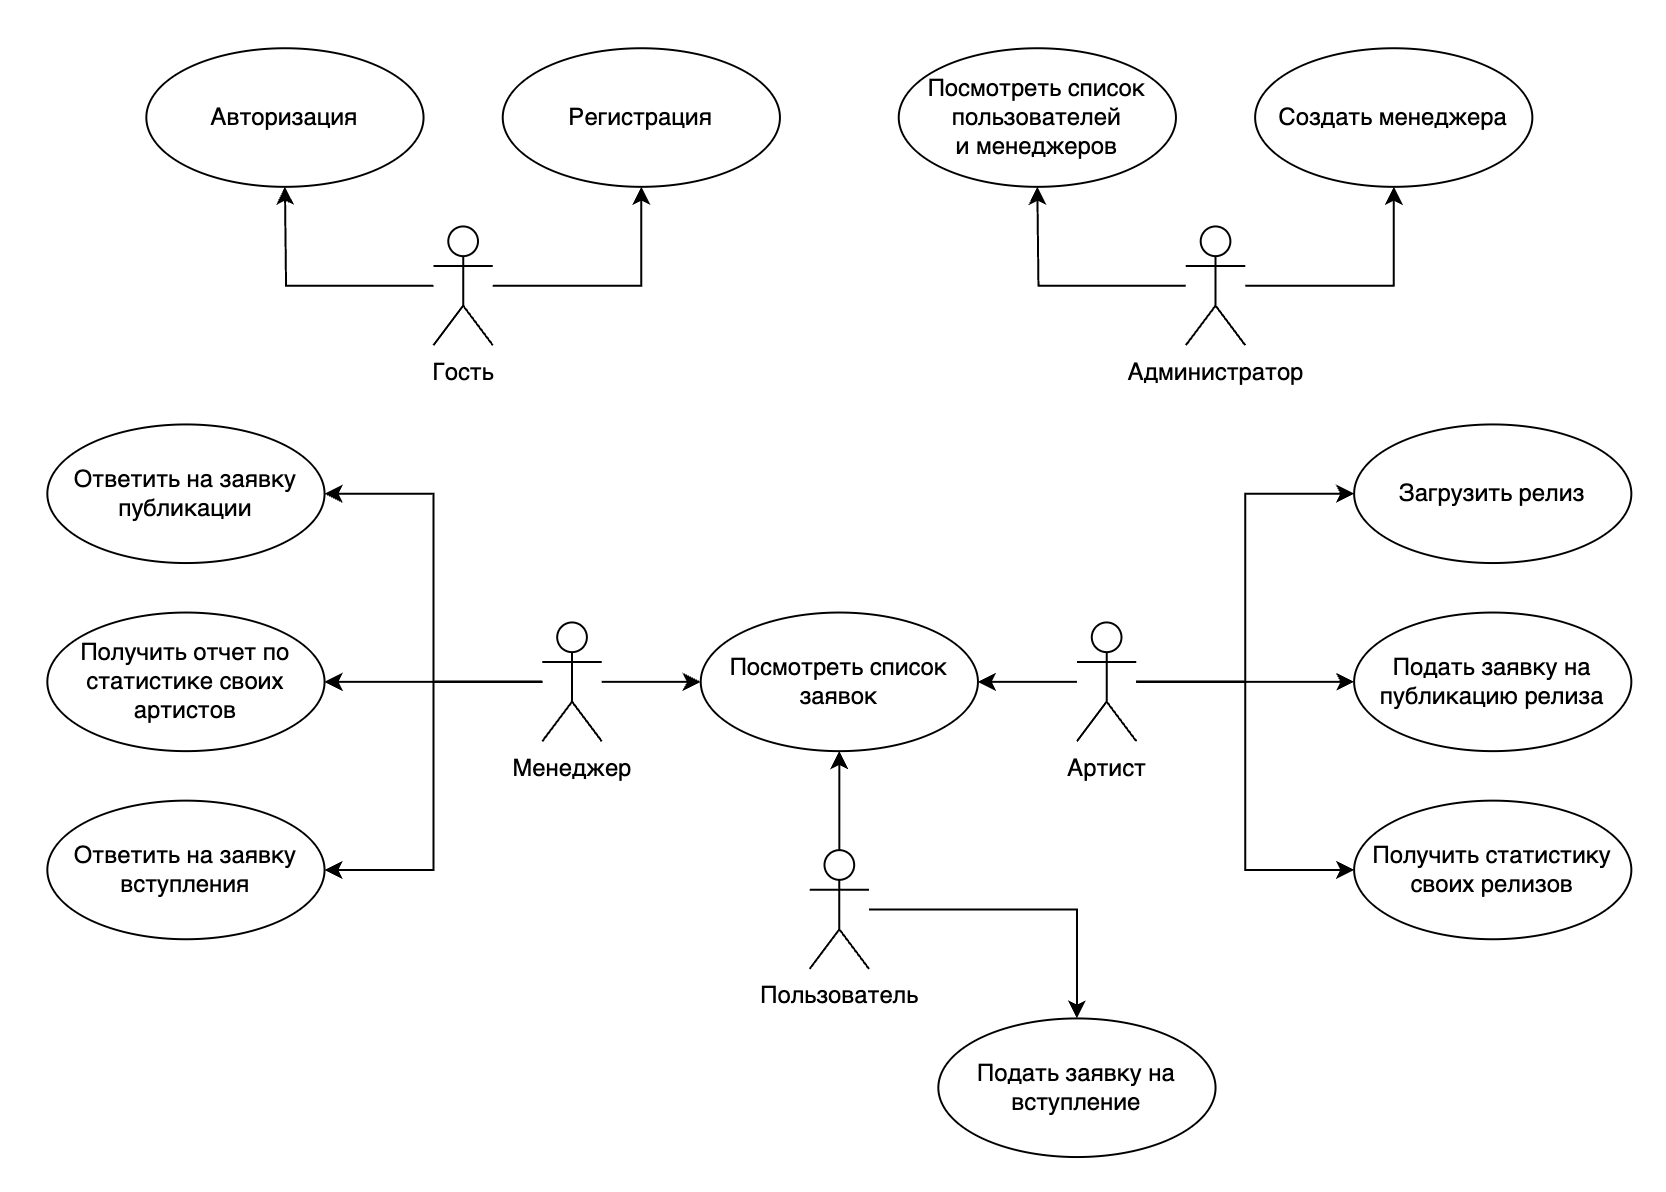 Авторизация
Регистрация
Посмотреть список
пользователей
и менеджеров
Создать менеджера
Гость
Администратор
Ответить на заявку
публикации
Загрузить релиз
Получить отчет по
статистике своих
артистов
Менеджер
Посмотреть список
заявок
Артист
Подать заявку на
публикацию релиза
Ответить на заявку
вступления
Пользователь
Получить статистику
своих релизов
Подать заявку на
вступление